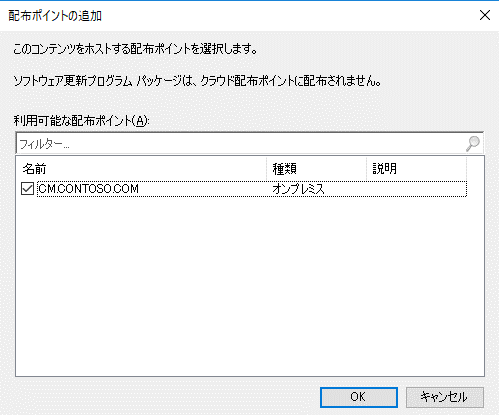 配布ポイントの追加
このコンテンツをホストする配布ポイントを選択します。
ソフトウェア更新プログラム パッケージは、クラウド配布ポイントに配布されません。
利用可能な配布ポイント(A):
フィルター...
名前 種類 説明
CM.CONTOSO.COM オンプレミス
OK キャンセル